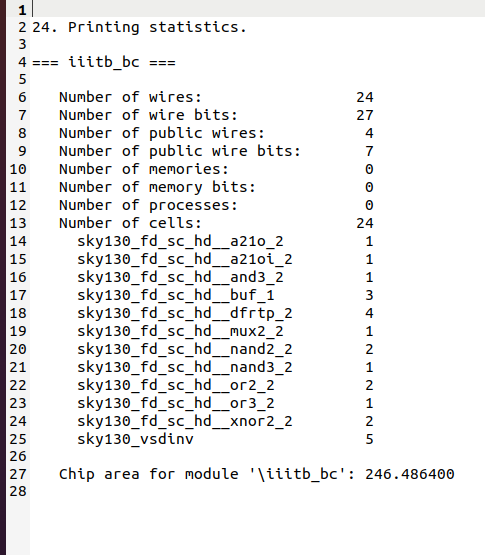 1
2 24. Printing statistics.
3
4 === iiitb_bc ===
5
6    Number of wires:                 24
7    Number of wire bits:             27
8    Number of public wires:           4
9    Number of public wire bits:       7
10    Number of memories:               0
11    Number of memory bits:            0
12    Number of processes:              0
13    Number of cells:                 24
14      sky130_fd_sc_hd__a21o_2         1
15      sky130_fd_sc_hd__a21oi_2        1
16      sky130_fd_sc_hd__and3_2         1
17      sky130_fd_sc_hd__buf_1          3
18      sky130_fd_sc_hd__dfrtp_2        4
19      sky130_fd_sc_hd__mux2_2         1
20      sky130_fd_sc_hd__nand2_2        2
21      sky130_fd_sc_hd__nand3_2        1
22      sky130_fd_sc_hd__or2_2          2
23      sky130_fd_sc_hd__or3_2          1
24      sky130_fd_sc_hd__xnor2_2        2
25      sky130_vsdinv                   5
26
27    Chip area for module '\iiitb_bc': 246.486400
28